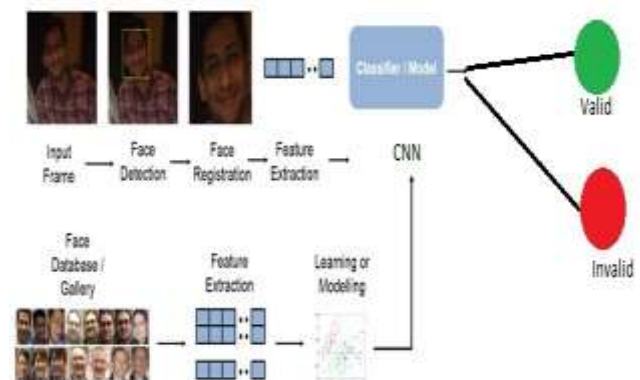 Classifier / Model
Valid
Input
Frame
Face
Detection
Face
Registration
Feature
Extraction
CNN
Invalid
Face
Database /
Gallery
Feature
Extraction
Learning or
Modelling